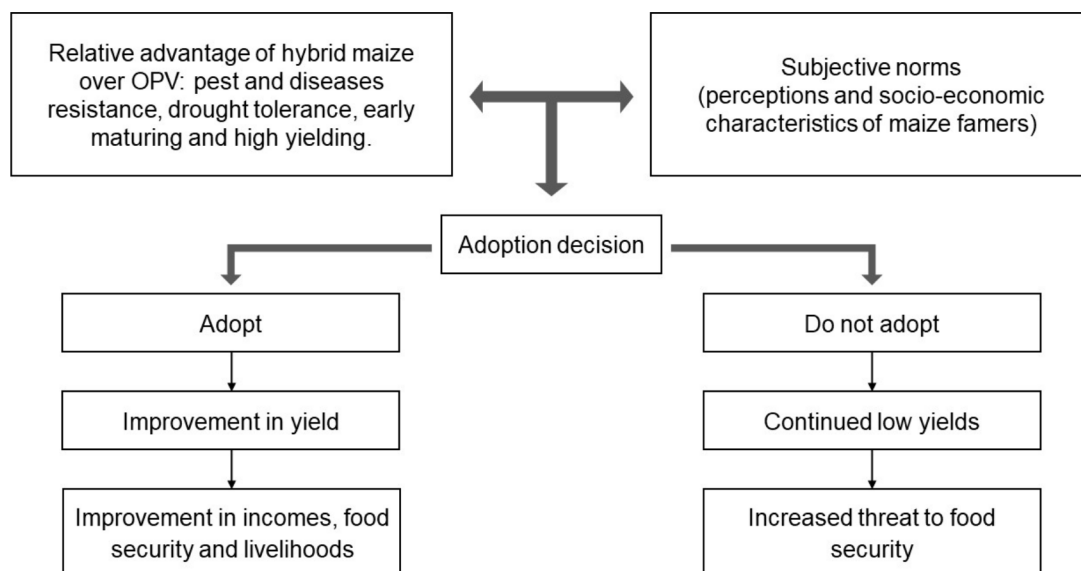 Relative advantage of hybrid maize
over OPV: pest and diseases
resistance, drought tolerance, early
maturing and high yielding.
Subjective norms
(perceptions and socio-economic
characteristics of maize famers)
Adoption decision
Adopt
Do not adopt
Improvement in yield
Continued low yields
Improvement in incomes, food
security and livelihoods
Increased threat to food
security